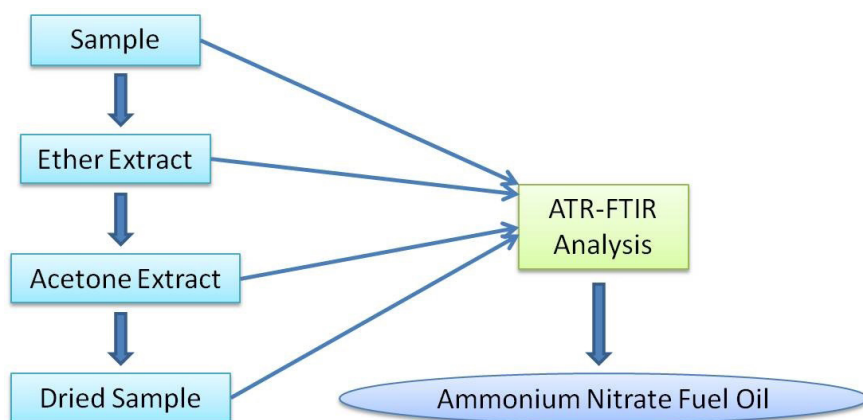 Sample
Ether Extract
Acetone Extract
Dried Sample
ATR-FTIR
Analysis
Ammonium Nitrate Fuel Oil